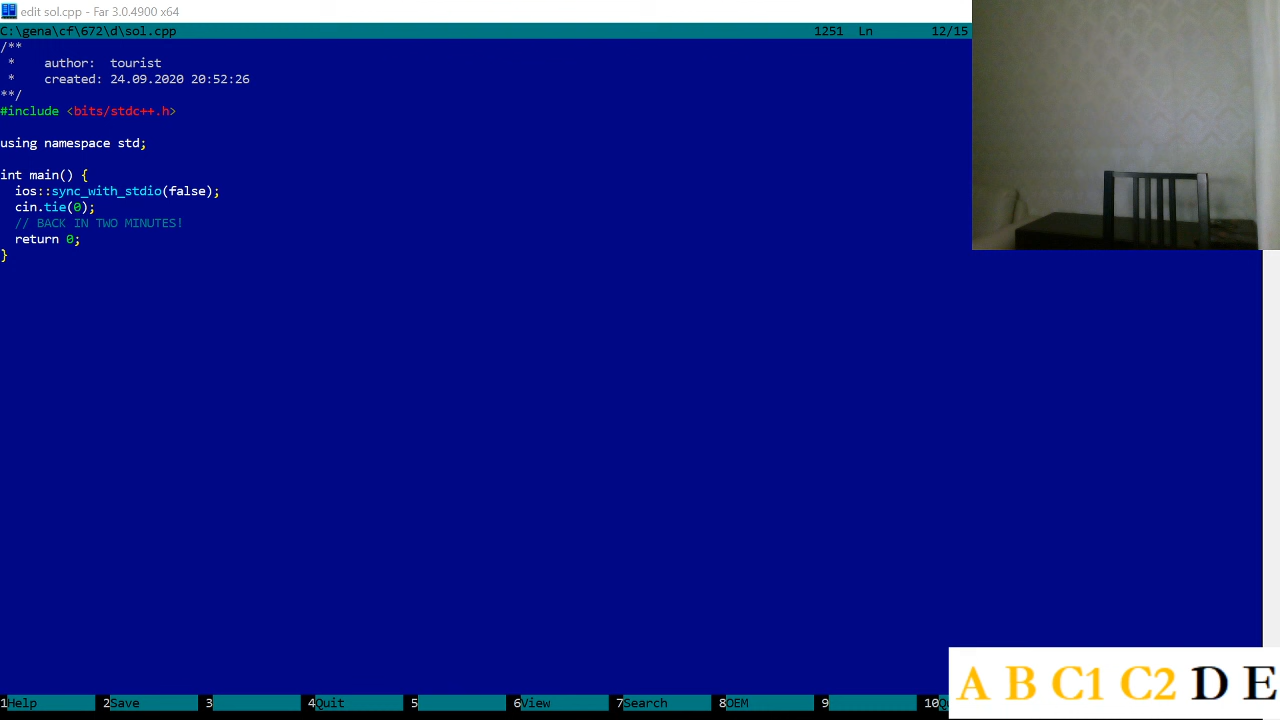 edit sol.cpp - Far 3.0.4900 x64
C:\gena\cf\672\d\sol.cpp 1251 Ln 12/15
/**
 *    author:  tourist
 *    created: 24.09.2020 20:52:26
**/
#include <bits/stdc++.h>
using namespace std;
int main() {
  ios::sync_with_stdio(false);
  cin.tie(0);
  // BACK IN TWO MINUTES!
  return 0;
}
A B C1 C2 D E
1Help 2Save 3 4Quit 5 6View 7Search 8OEM 9 10